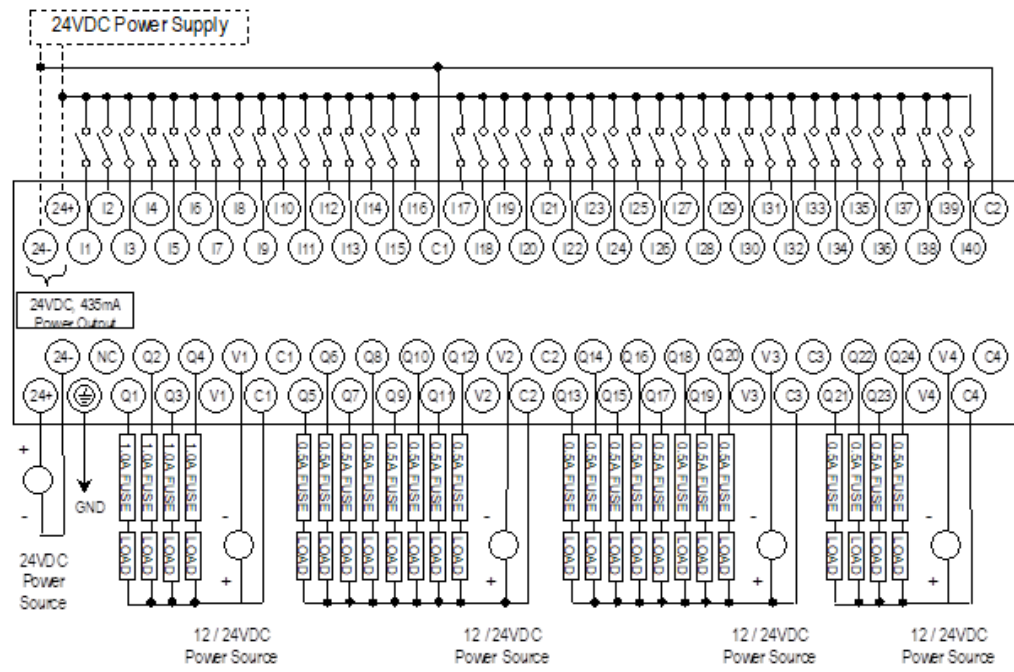 24VDC Power Supply
24+ I2 I4 I6 I8 I10 I12 I14 I16 I17 I19 I21 I23 I25 I27 I29 I31 I33 I35 I37 I39 C2
24- I1 I3 I5 I7 I9 I11 I13 I15 C1 I18 I20 I22 I24 I26 I28 I30 I32 I34 I36 I38 I40
24VDC, 435mA
Power Output
24- NC Q2 Q4 V1 C1 Q6 Q8 Q10 Q12 V2 C2 Q14 Q16 Q18 Q20 V3 C3 Q22 Q24 V4 C4
24+ Q1 Q3 V1 C1 Q5 Q7 Q9 Q11 V2 C2 Q13 Q15 Q17 Q19 V3 C3 Q21 Q23 V4 C4
1.0A FUSE 1.0A FUSE 1.0A FUSE 1.0A FUSE 0.5A FUSE 0.5A FUSE 0.5A FUSE 0.5A FUSE 0.5A FUSE 0.5A FUSE 0.5A FUSE 0.5A FUSE 0.5A FUSE 0.5A FUSE 0.5A FUSE 0.5A FUSE 0.5A FUSE 0.5A FUSE 0.5A FUSE 0.5A FUSE 0.5A FUSE 0.5A FUSE 0.5A FUSE 0.5A FUSE
+
GND
- - - - -
LOAD LOAD LOAD LOAD LOAD LOAD LOAD LOAD LOAD LOAD LOAD LOAD LOAD LOAD LOAD LOAD LOAD LOAD LOAD LOAD LOAD LOAD LOAD LOAD
+ + + +
24VDC
Power
Source
12 / 24VDC
Power Source
12 / 24VDC
Power Source
12 / 24VDC
Power Source
12 / 24VDC
Power Source